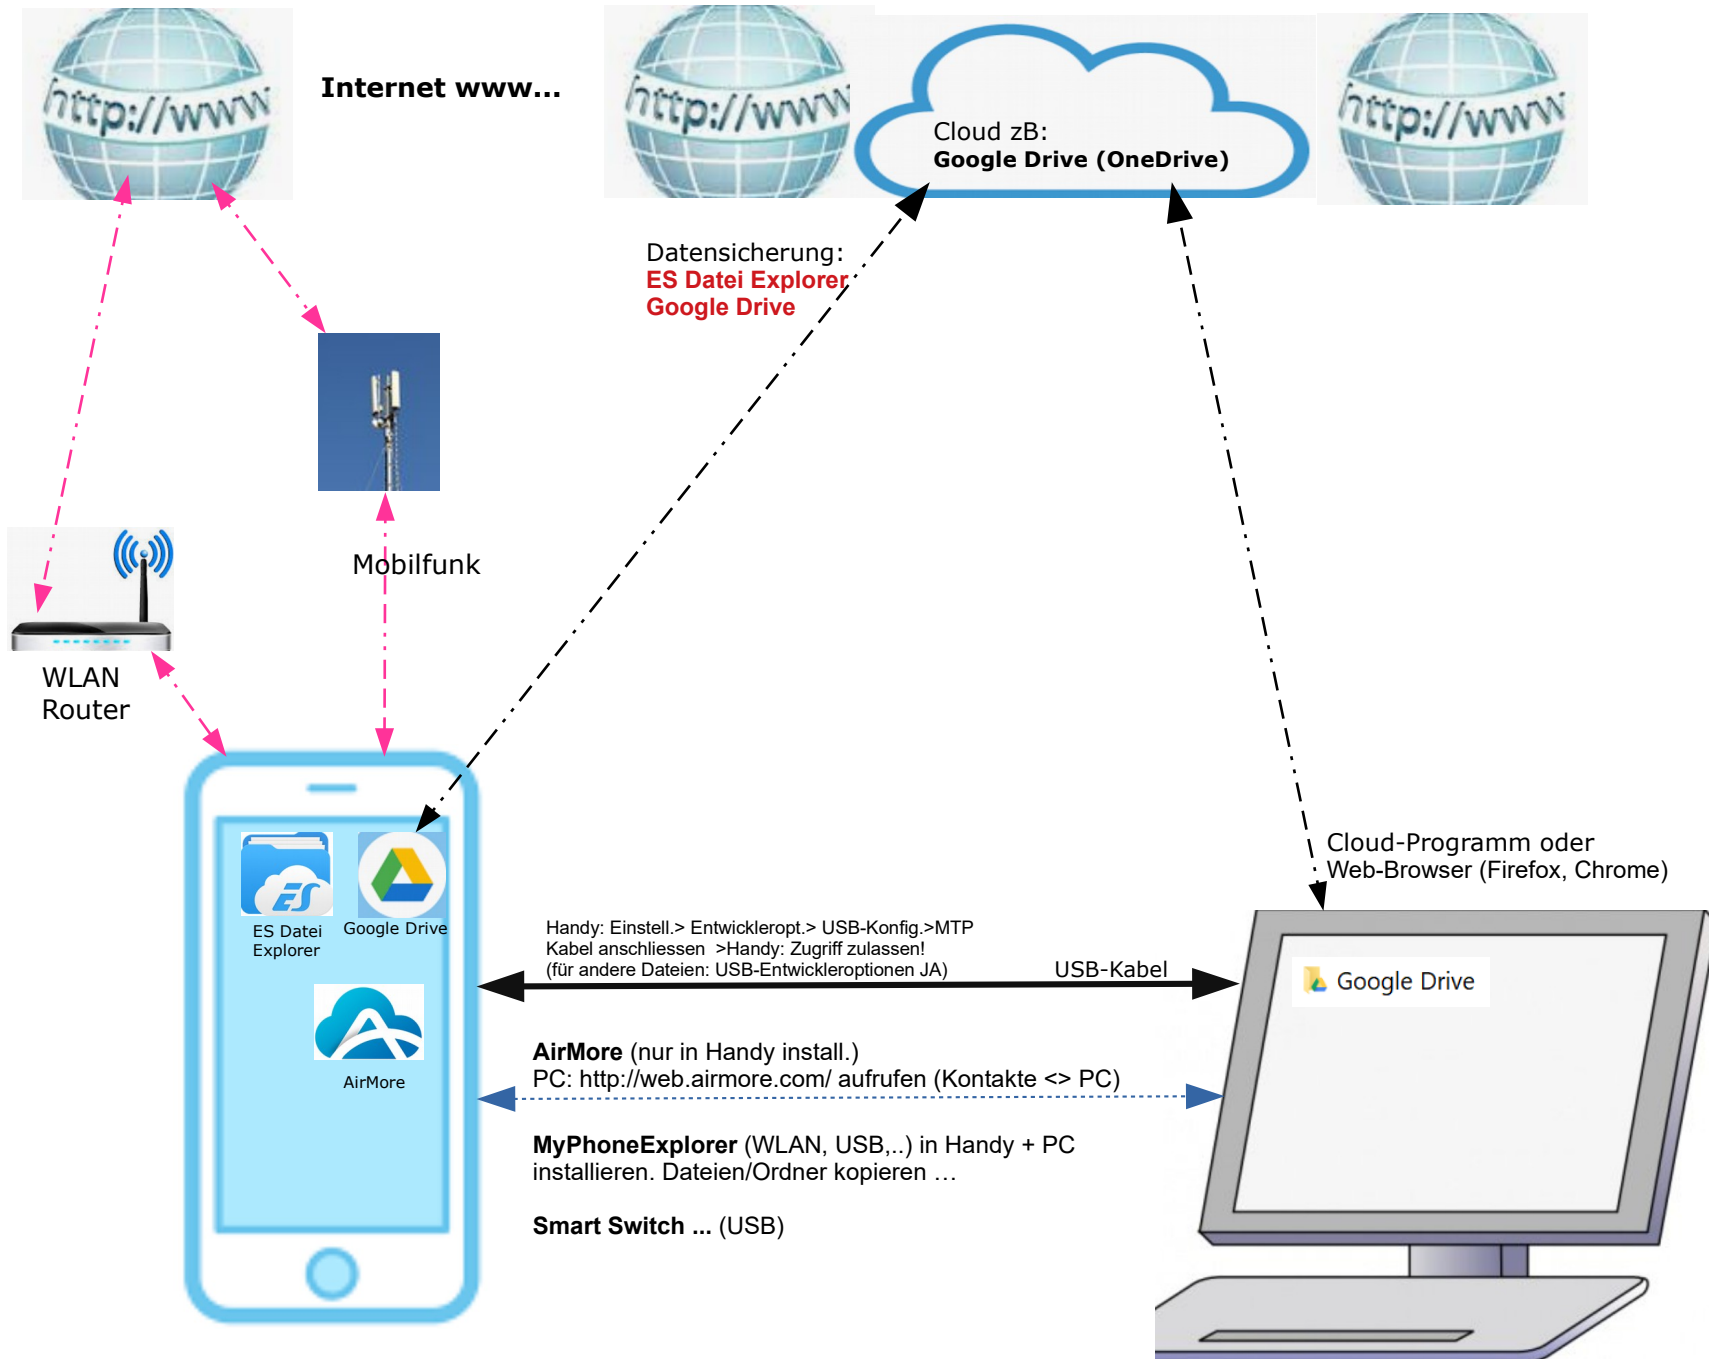 http://www
Internet www...
http://www
Cloud zB:
Google Drive (OneDrive)
http://www
Datensicherung:
ES Datei Explorer
Google Drive
Mobilfunk
WLAN
Router
ES
ES Datei
Explorer
Google Drive
AirMore
Cloud-Programm oder
Web-Browser (Firefox, Chrome)
Handy: Einstell.> Entwickleropt.> USB-Konfig.>MTP
Kabel anschliessen >Handy: Zugriff zulassen!
(für andere Dateien: USB-Entwickleroptionen JA)
USB-Kabel
Google Drive
AirMore (nur in Handy install.)
PC: http://web.airmore.com/ aufrufen (Kontakte <> PC)
MyPhoneExplorer (WLAN, USB,..) in Handy + PC
installieren. Dateien/Ordner kopieren …
Smart Switch ... (USB)